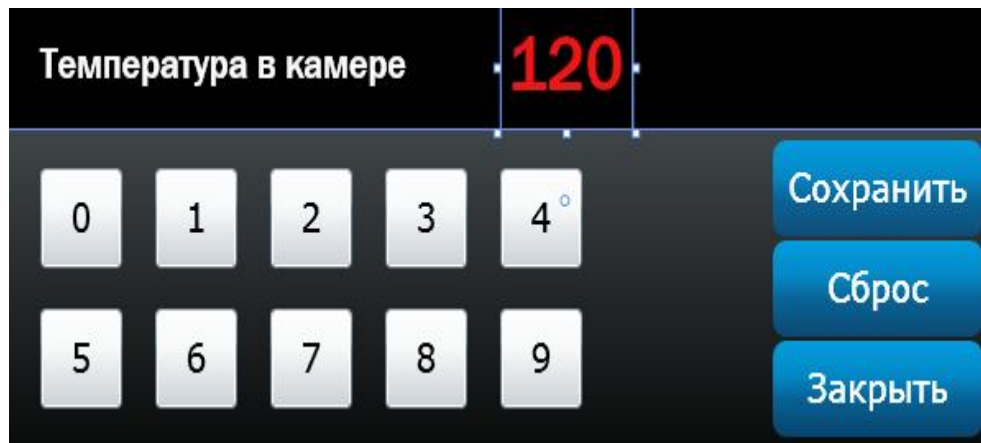 Температура в камере 120
0 1 2 3 4
Сохранить
Сброс
5 6 7 8 9
Закрыть